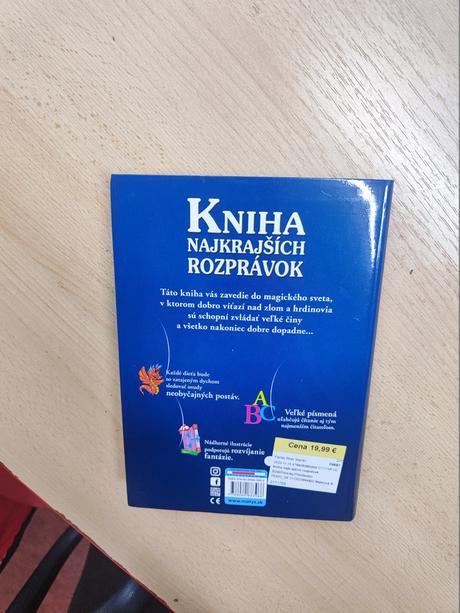 KNIHA
NAJKRAJŠÍCH
ROZPRÁVOK
Táto kniha vás zavedie do magického sveta,
v ktorom dobro víťazí nad zlom a hrdinovia
sú schopní zvládať veľké činy
a všetko nakoniec dobre dopadne...
Každé dieťa bude
so zatajeným dychom
sledovať osudy
neobyčajných postáv.
ABC
Veľké písmená
uľahčujú čítanie aj tým
najmenším čitateľom.
Nádherné ilustrácie
podporujú rozvíjanie
fantázie.
Cena 19,99 €
www.matys.sk
CE